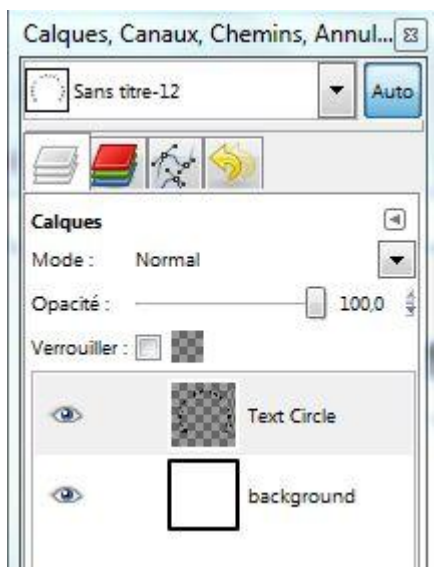 Calques, Canaux, Chemins, Annul...
Sans titre-12
Auto
Calques
Mode : Normal
Opacité : 100,0
Verrouiller :
Text Circle
background